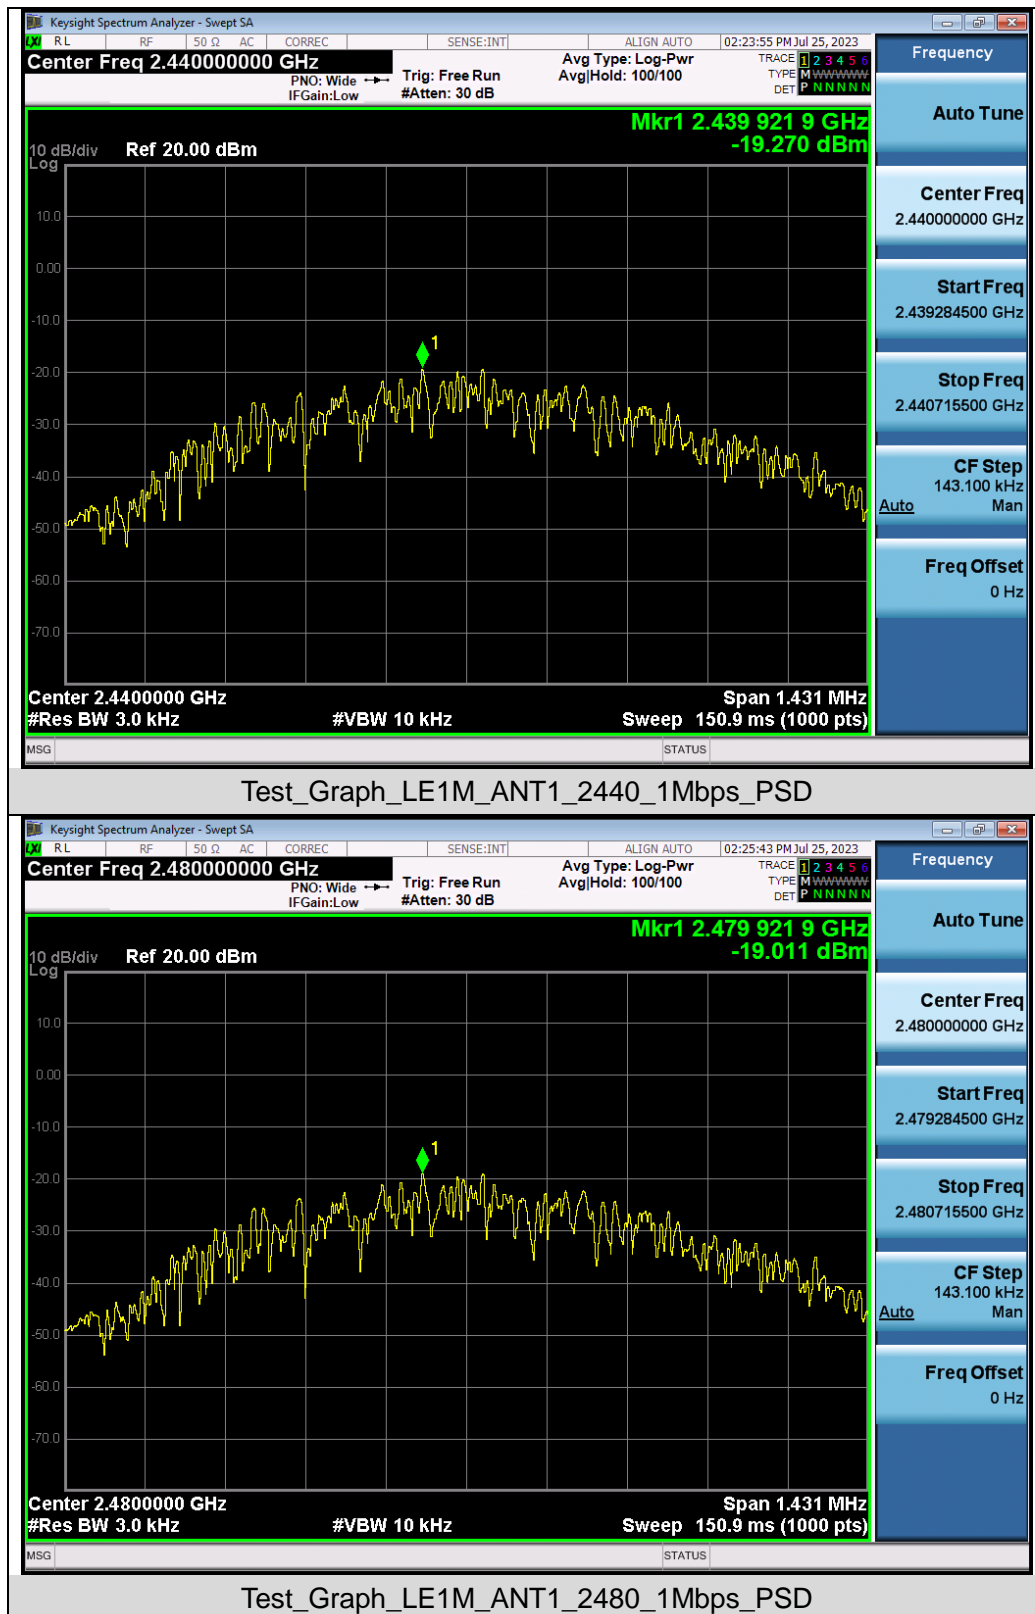 Keysight Spectrum Analyzer - Swept SA
LXI RL RF 50 Ω AC CORREC SENSE:INT ALIGN AUTO 02:23:55 PM Jul 25, 2023
Center Freq 2.440000000 GHz
PNO: Wide
IFGain:Low
Trig: Free Run
#Atten: 30 dB
Avg Type: Log-Pwr
Avg|Hold: 100/100
TRACE 1 2 3 4 5 6
TYPE M W W W W W
DET P N N N N N
Mkr1 2.439 921 9 GHz
-19.270 dBm
10 dB/div Ref 20.00 dBm
Log
10.0
0.00
-10.0
-20.0
-30.0
-40.0
-50.0
-60.0
-70.0
1
Center 2.4400000 GHz Span 1.431 MHz
#Res BW 3.0 kHz #VBW 10 kHz Sweep 150.9 ms (1000 pts)
MSG STATUS
Frequency
Auto Tune
Center Freq
2.440000000 GHz
Start Freq
2.439284500 GHz
Stop Freq
2.440715500 GHz
CF Step
143.100 kHz
Auto Man
Freq Offset
0 Hz
Test_Graph_LE1M_ANT1_2440_1Mbps_PSD
Keysight Spectrum Analyzer - Swept SA
LXI RL RF 50 Ω AC CORREC SENSE:INT ALIGN AUTO 02:25:43 PM Jul 25, 2023
Center Freq 2.480000000 GHz
PNO: Wide
IFGain:Low
Trig: Free Run
#Atten: 30 dB
Avg Type: Log-Pwr
Avg|Hold: 100/100
TRACE 1 2 3 4 5 6
TYPE M W W W W W
DET P N N N N N
Mkr1 2.479 921 9 GHz
-19.011 dBm
10 dB/div Ref 20.00 dBm
Log
10.0
0.00
-10.0
-20.0
-30.0
-40.0
-50.0
-60.0
-70.0
1
Center 2.4800000 GHz Span 1.431 MHz
#Res BW 3.0 kHz #VBW 10 kHz Sweep 150.9 ms (1000 pts)
MSG STATUS
Frequency
Auto Tune
Center Freq
2.480000000 GHz
Start Freq
2.479284500 GHz
Stop Freq
2.480715500 GHz
CF Step
143.100 kHz
Auto Man
Freq Offset
0 Hz
Test_Graph_LE1M_ANT1_2480_1Mbps_PSD